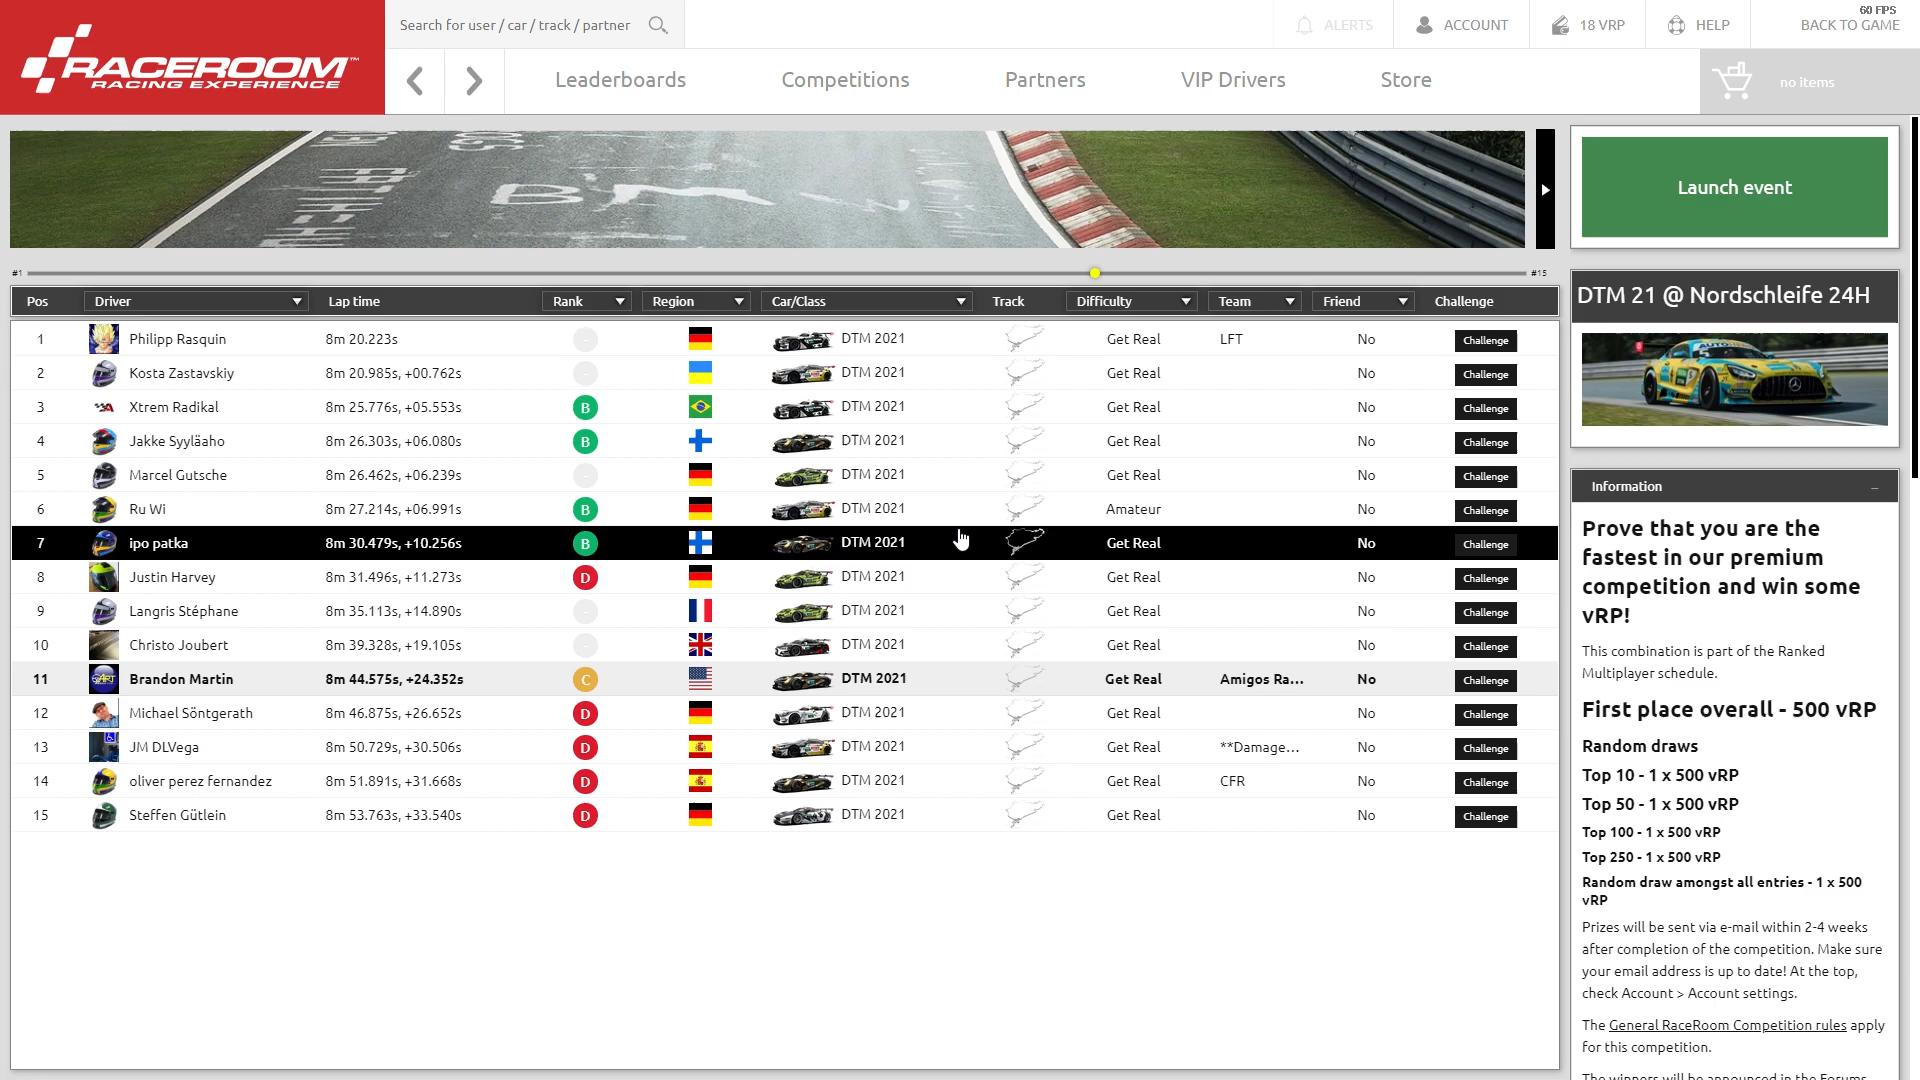 60 FPS
RACEROOM™
RACING EXPERIENCE
Search for user / car / track / partner
ALERTS
ACCOUNT
18 VRP
HELP
BACK TO GAME
Leaderboards
Competitions
Partners
VIP Drivers
Store
no items
Launch event
#1
#15
Pos Driver Lap time Rank Region Car/Class Track Difficulty Team Friend Challenge
1 Philipp Rasquin 8m 20.223s - DTM 2021 Get Real LFT No Challenge
2 Kosta Zastavskiy 8m 20.985s, +00.762s - DTM 2021 Get Real No Challenge
3 Xtrem Radikal 8m 25.776s, +05.553s B DTM 2021 Get Real No Challenge
4 Jakke Syyläaho 8m 26.303s, +06.080s B DTM 2021 Get Real No Challenge
5 Marcel Gutsche 8m 26.462s, +06.239s - DTM 2021 Get Real No Challenge
6 Ru Wi 8m 27.214s, +06.991s B DTM 2021 Amateur No Challenge
7 ipo patka 8m 30.479s, +10.256s B DTM 2021 Get Real No Challenge
8 Justin Harvey 8m 31.496s, +11.273s D DTM 2021 Get Real No Challenge
9 Langris Stéphane 8m 35.113s, +14.890s - DTM 2021 Get Real No Challenge
10 Christo Joubert 8m 39.328s, +19.105s - DTM 2021 Get Real No Challenge
11 Brandon Martin 8m 44.575s, +24.352s C DTM 2021 Get Real Amigos Ra... No Challenge
12 Michael Söntgerath 8m 46.875s, +26.652s D DTM 2021 Get Real No Challenge
13 JM DLVega 8m 50.729s, +30.506s D DTM 2021 Get Real **Damage... No Challenge
14 oliver perez fernandez 8m 51.891s, +31.668s D DTM 2021 Get Real CFR No Challenge
15 Steffen Gütlein 8m 53.763s, +33.540s D DTM 2021 Get Real No Challenge
DTM 21 @ Nordschleife 24H
Information
Prove that you are the
fastest in our premium
competition and win some
vRP!
This combination is part of the Ranked
Multiplayer schedule.
First place overall - 500 vRP
Random draws
Top 10 - 1 x 500 vRP
Top 50 - 1 x 500 vRP
Top 100 - 1 x 500 vRP
Top 250 - 1 x 500 vRP
Random draw amongst all entries - 1 x 500
vRP
Prizes will be sent via e-mail within 2-4 weeks
after completion of the competition. Make sure
your email address is up to date! At the top,
check Account > Account settings.
The General RaceRoom Competition rules apply
for this competition.
The winners will be announced in the Forums